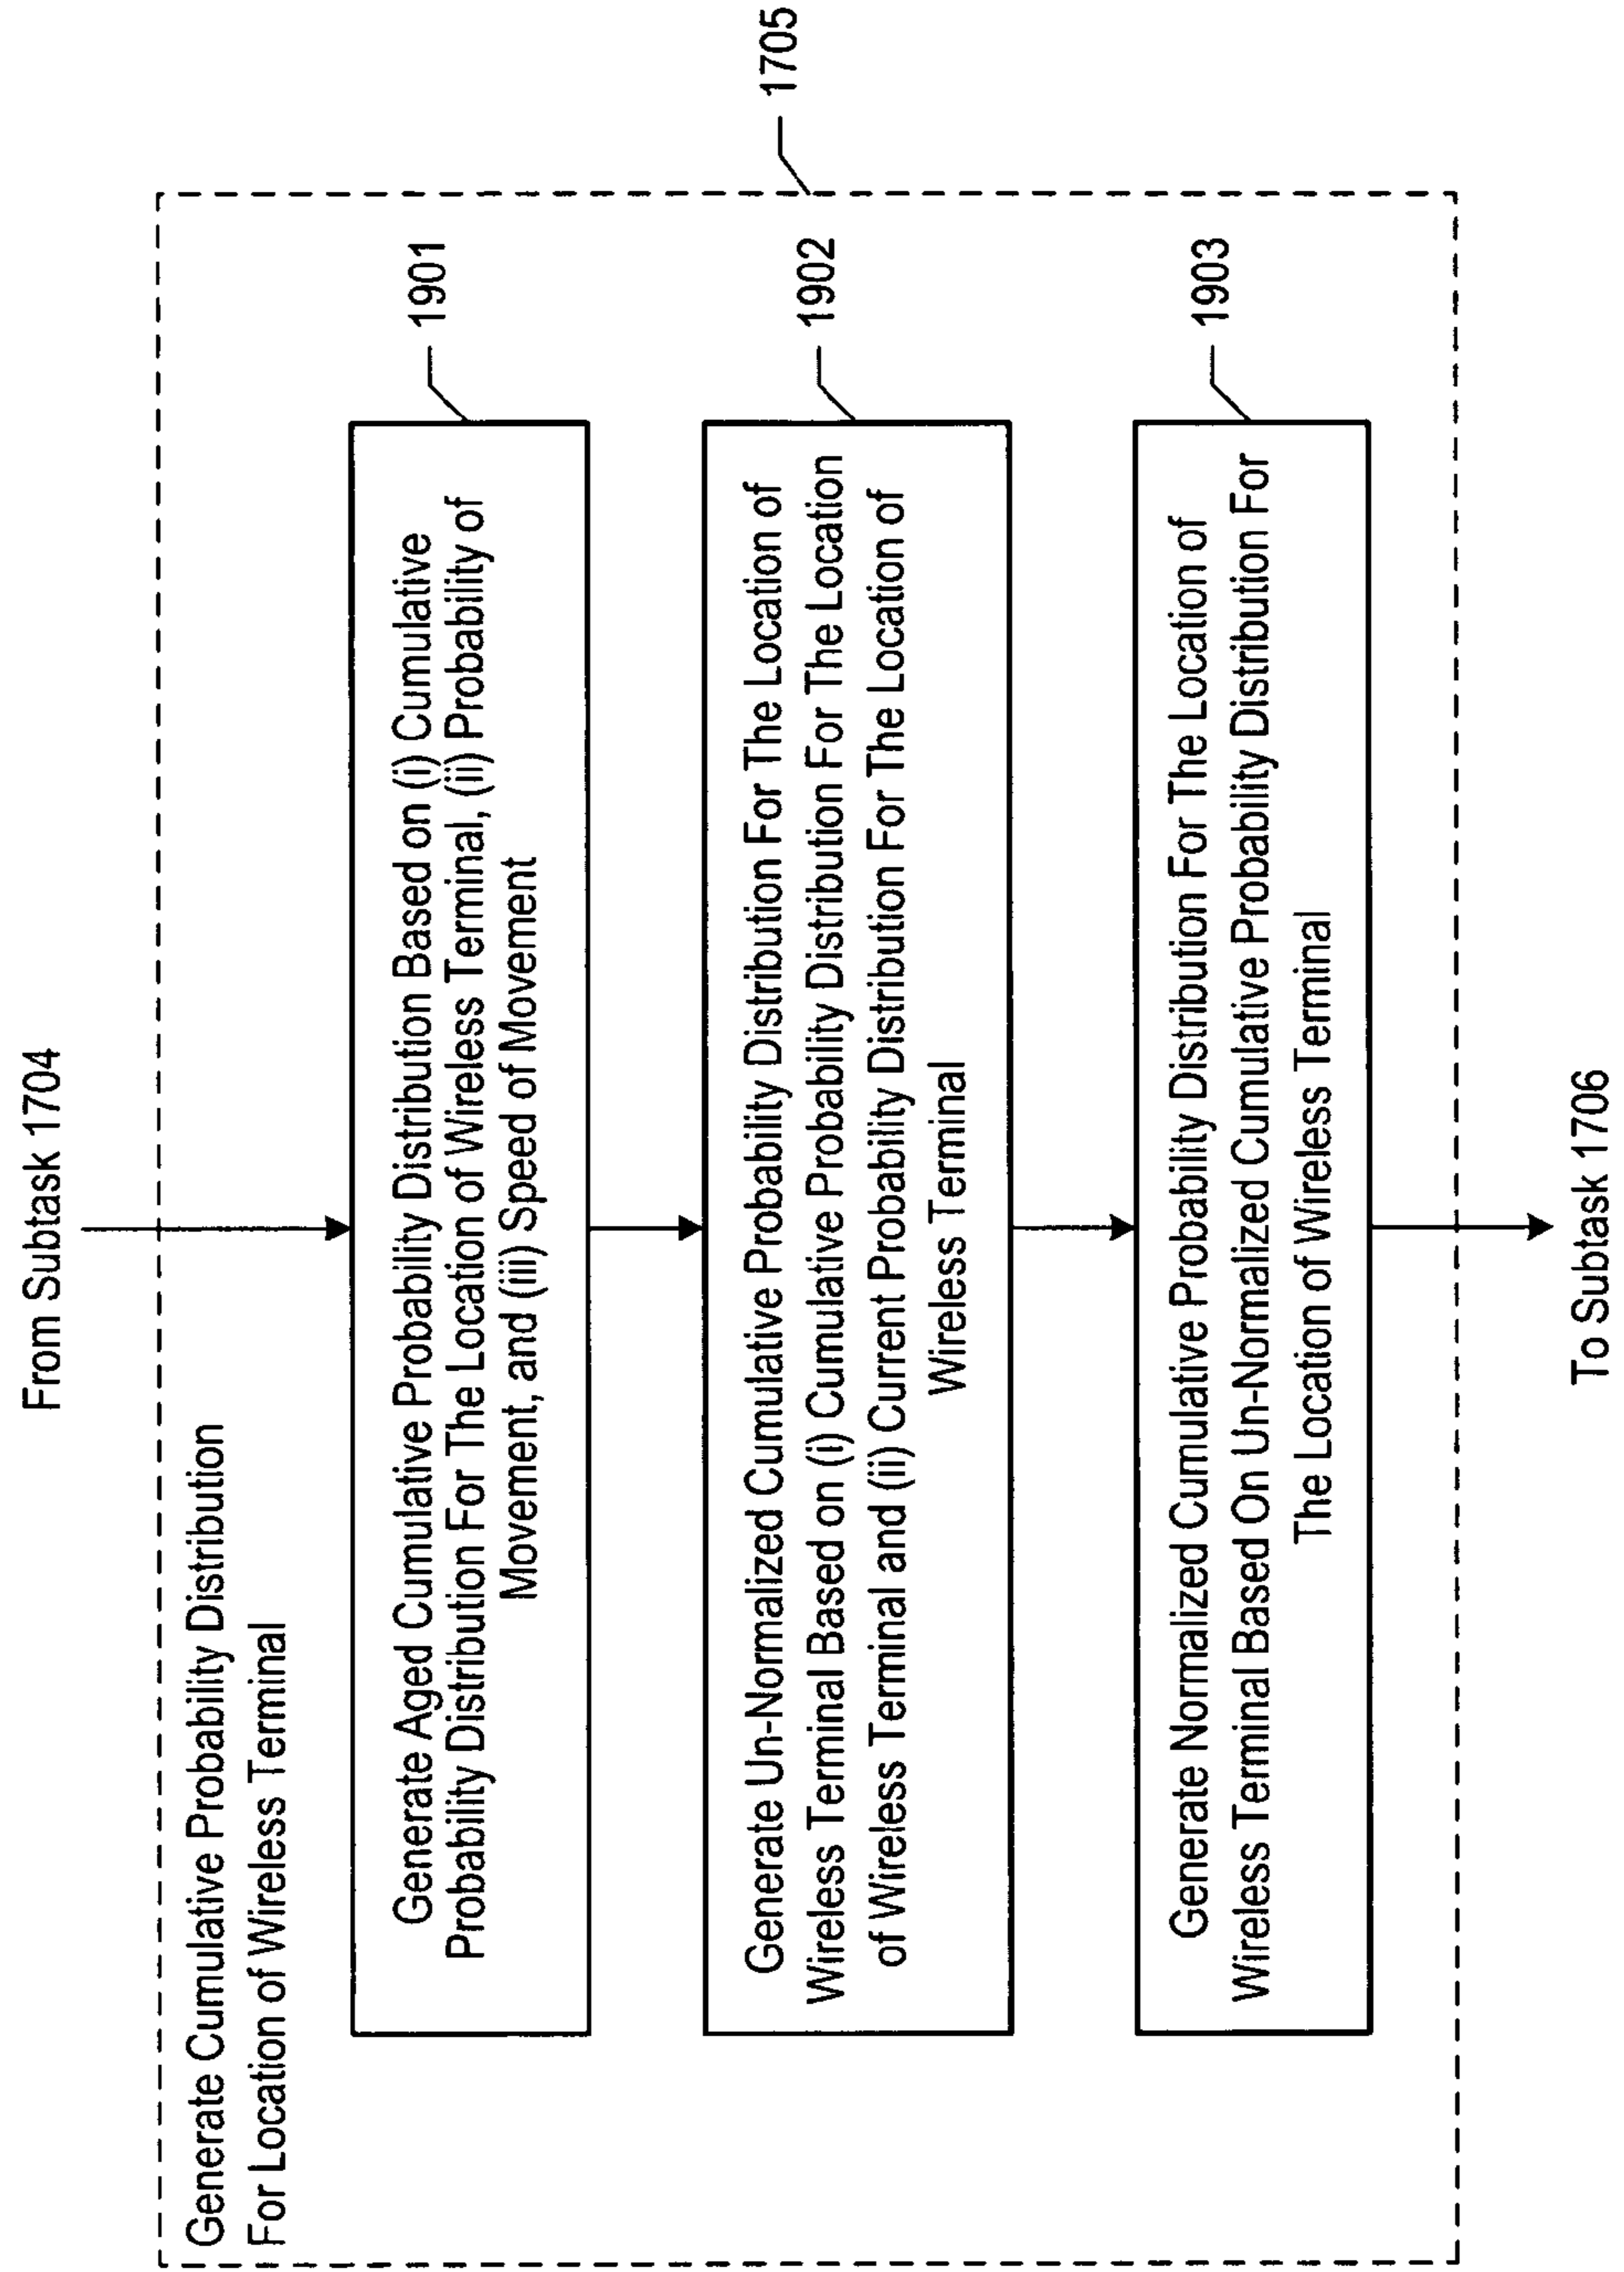 From Subtask 1704
Generate Cumulative Probability Distribution
For Location of Wireless Terminal
1705
Generate Aged Cumulative Probability Distribution Based on (i) Cumulative
Probability Distribution For The Location of Wireless Terminal, (ii) Probability of
Movement, and (iii) Speed of Movement
1901
Generate Un-Normalized Cumulative Probability Distribution For The Location of
Wireless Terminal Based on (i) Cumulative Probability Distribution For The Location
of Wireless Terminal and (ii) Current Probability Distribution For The Location of
Wireless Terminal
1902
Generate Normalized Cumulative Probability Distribution For The Location of
Wireless Terminal Based On Un-Normalized Cumulative Probability Distribution For
The Location of Wireless Terminal
1903
To Subtask 1706